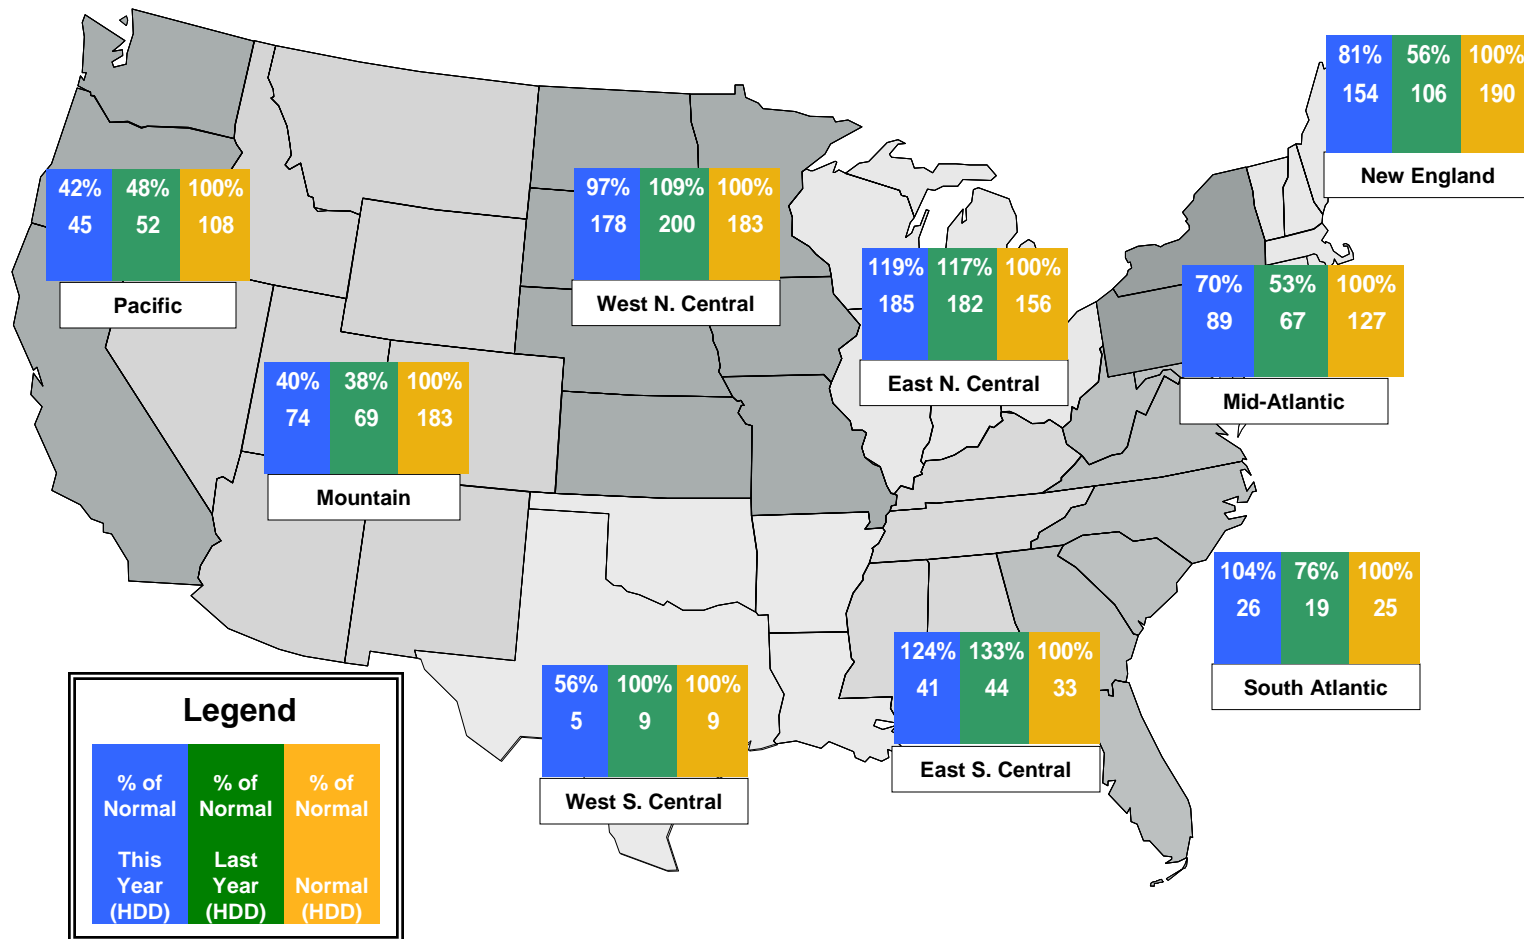 81% 56% 100%
154 106 190
New England
42% 48% 100%
45 52 108
Pacific
97% 109% 100%
178 200 183
West N. Central
119% 117% 100%
185 182 156
East N. Central
70% 53% 100%
89 67 127
Mid-Atlantic
40% 38% 100%
74 69 183
Mountain
104% 76% 100%
26 19 25
South Atlantic
124% 133% 100%
41 44 33
East S. Central
56% 100% 100%
5 9 9
West S. Central
Legend
% of
Normal
This
Year
(HDD)
% of
Normal
Last
Year
(HDD)
% of
Normal
Normal
(HDD)